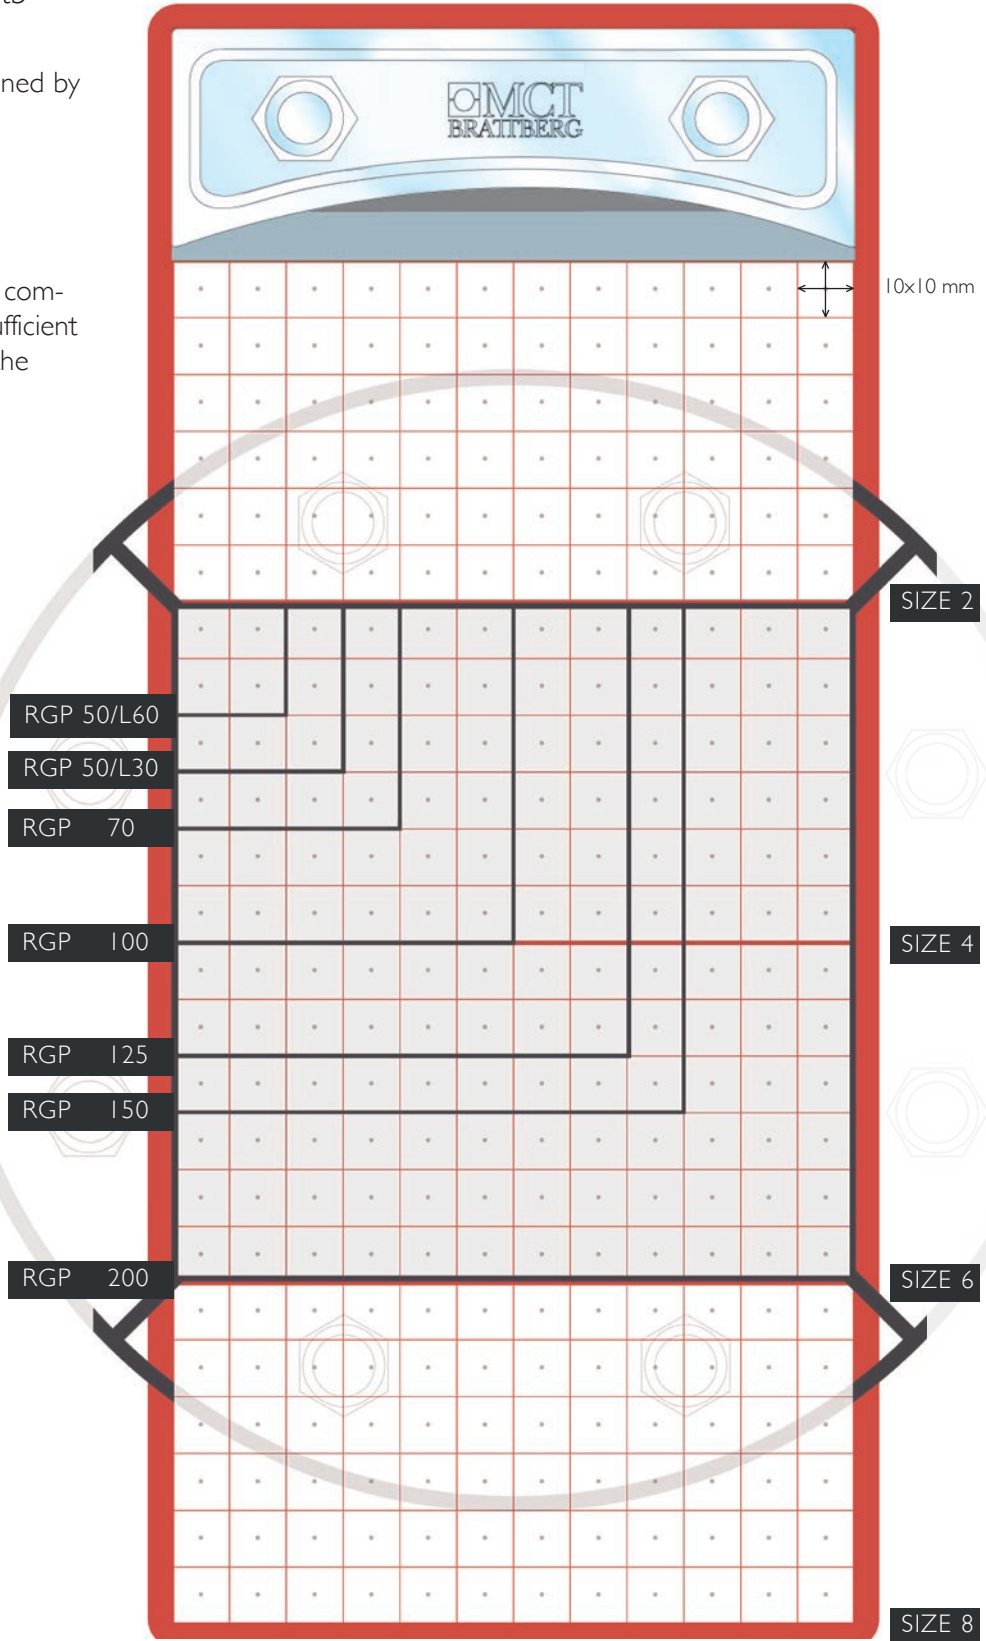 ned by
MCT
BRATTBERG
com-
10x10 mm
ufficient
he
SIZE 2
RGP 50/L60
RGP 50/L30
RGP 70
RGP 100
SIZE 4
RGP 125
RGP 150
RGP 200
SIZE 6
SIZE 8